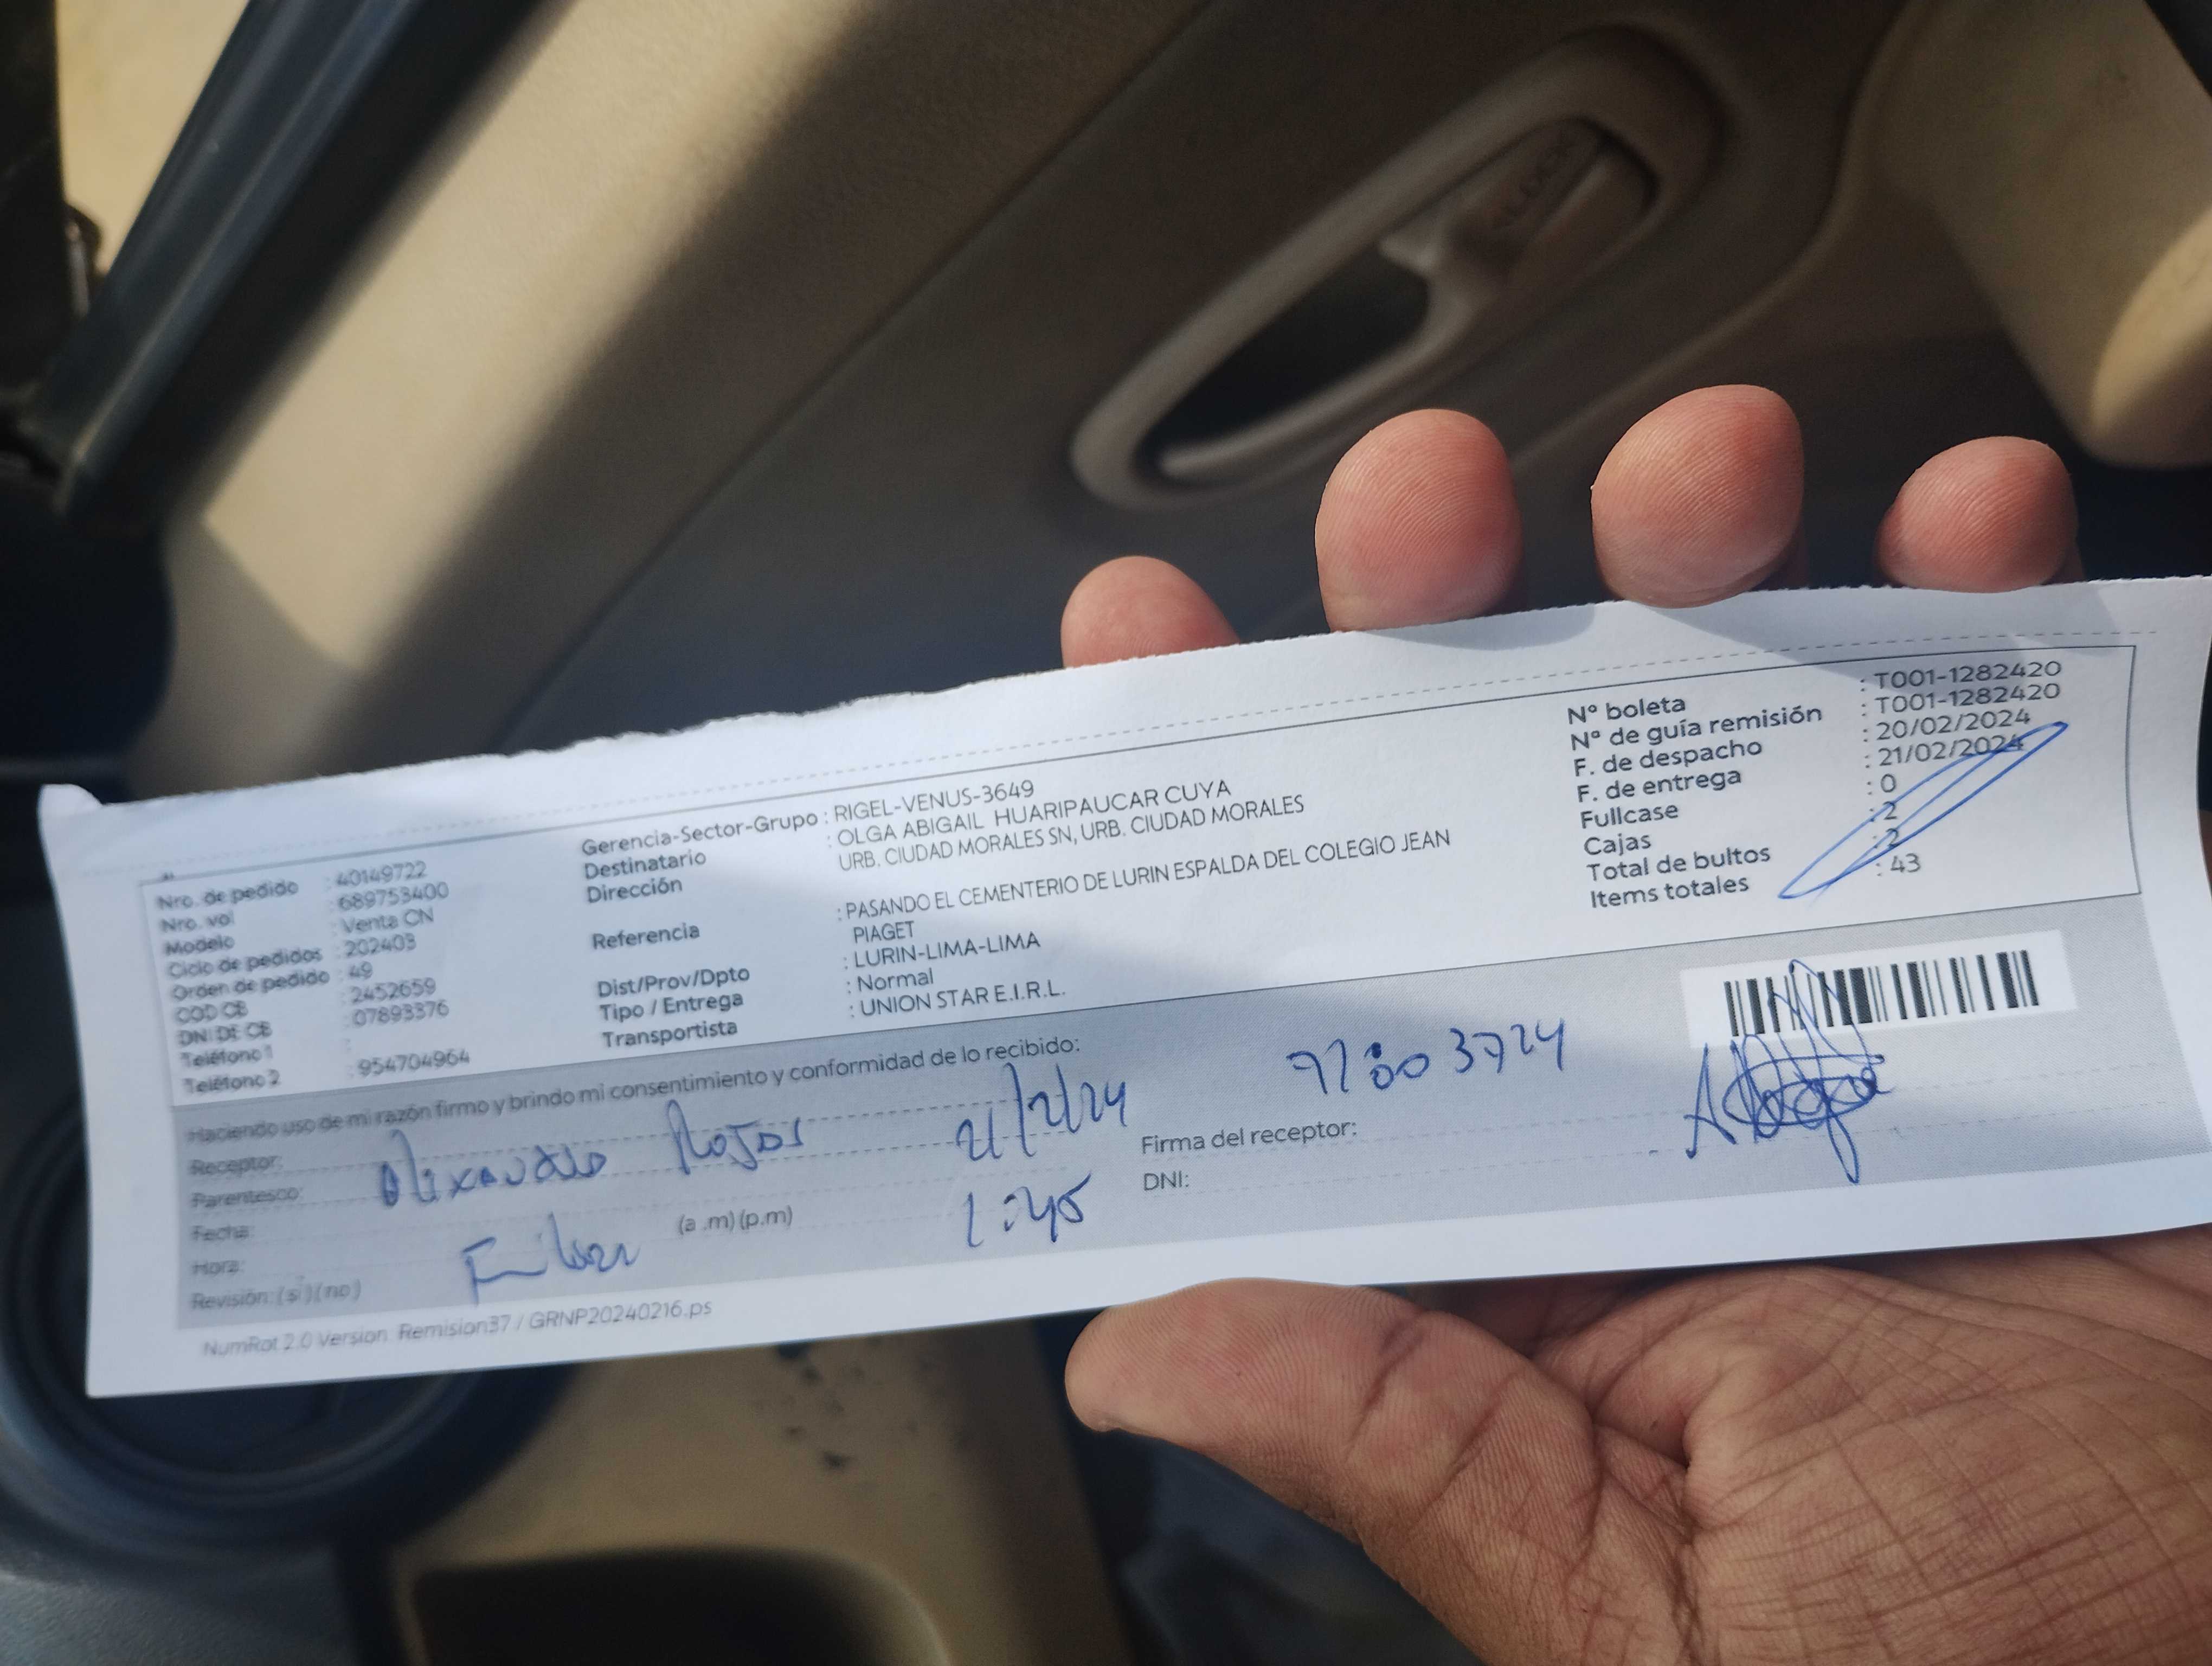 Nro. de pedido : 40149722
Nro. vol : 689753400
Modelo : Venta CN
Ciclo de pedidos : 202403
Orden de pedido : 49
COD CB : 2452659
DNI DE CB : 07893376
Teléfono 1 :
Teléfono 2 : 954704964
Gerencia-Sector-Grupo : RIGEL-VENUS-3649
Destinatario : OLGA ABIGAIL HUARIPAUCAR CUYA
Dirección URB. CIUDAD MORALES SN, URB. CIUDAD MORALES
Referencia : PASANDO EL CEMENTERIO DE LURIN ESPALDA DEL COLEGIO JEAN
PIAGET
Dist/Prov/Dpto : LURIN-LIMA-LIMA
Tipo / Entrega : Normal
Transportista : UNION STAR E.I.R.L.
Nº boleta : T001-1282420
Nº de guía remisión : T001-1282420
F. de despacho : 20/02/2024
F. de entrega : 21/02/2024
Fullcase : 0
Cajas : 2
Total de bultos : 2
Items totales : 43
Haciendo uso de mi razón firmo y brindo mi consentimiento y conformidad de lo recibido:
Receptor: Rojas
Parentesco:
Fecha: 21/2/24
Hora: (a .m) (p.m) 1:45
Revisión: (si) (no)
Firma del receptor:
DNI:
NumRot 2.0 Version Remision37 / GRNP20240216.ps